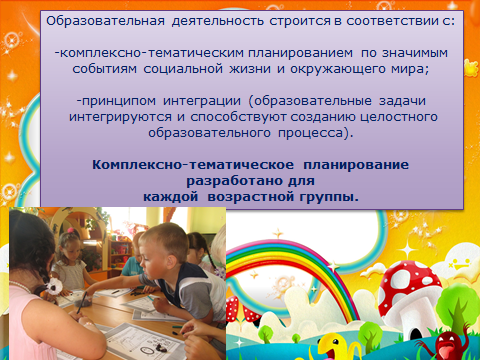 Образовательная деятельность строится в соответствии с:
-комплексно-тематическим планированием по значимым
событиям социальной жизни и окружающего мира;
-принципом интеграции (образовательные задачи
интегрируются и способствуют созданию целостного
образовательного процесса).
Комплексно-тематическое планирование
разработано для
каждой возрастной группы.